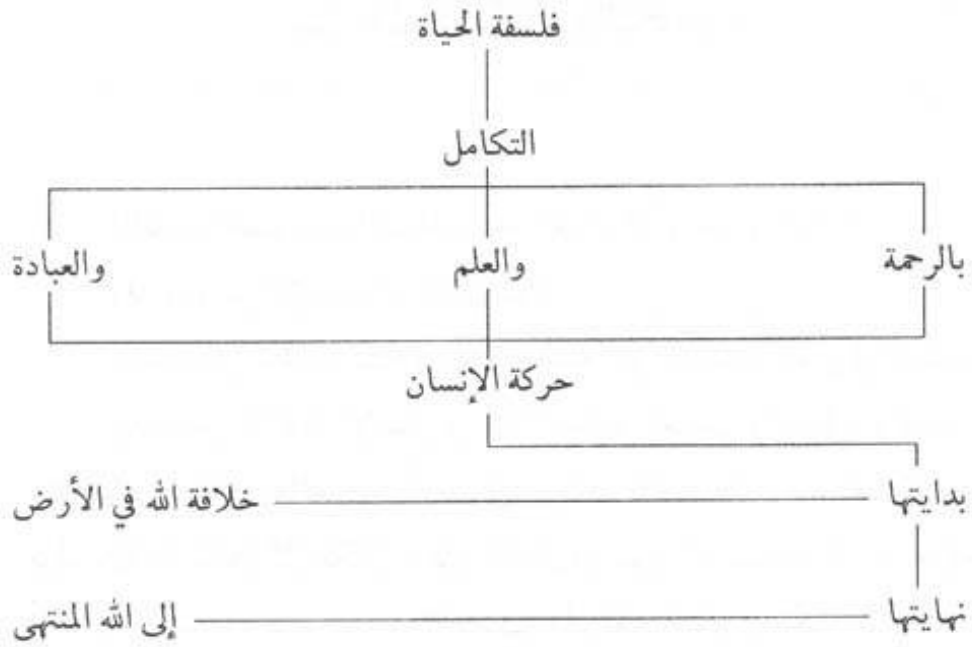 فلسفة الحياة
التكامل
بالرحمة والعلم والعبادة
حركة الإنسان
بدايتها خلافة الله في الأرض
نهايتها إلى الله المنتهى